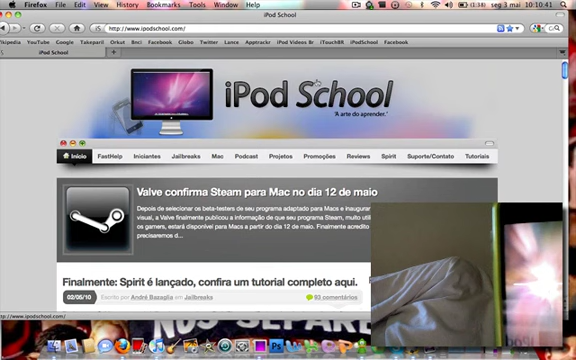 Firefox File Edit View History Bookmarks Tools Window Help (1:38) seg 3 mai 10:10:41
iPod School
http://www.ipodschool.com/
Wikipedia YouTube Google Takeparil Orkut Bnci Facebook Globo Twitter Lance Apptrackr iPod Videos Br iTouchBR iPodSchool Facebook
iPod School
iPod School
"A arte do aprender."
Início FastHelp Iniciantes Jailbreaks Mac Podcast Projetos Promoções Reviews Spirit Suporte/Contato Tutoriais
Valve confirma Steam para Mac no dia 12 de maio
Depois de selecionar os beta-testers de seu programa adaptado para Macs e inaugurar
visual, a Valve finalmente publicou a informação de que seu programa Steam, muito
os gamers, estará disponível para Macs a partir do dia 12 de maio. Finalmente acredito
precisaremos d...
Finalmente: Spirit é lançado, confira um tutorial completo aqui.
02/05/10 Escrito por André Bazaglia em Jailbreaks 93 comentários
http://www.ipodschool.com/
NOS SEPARE